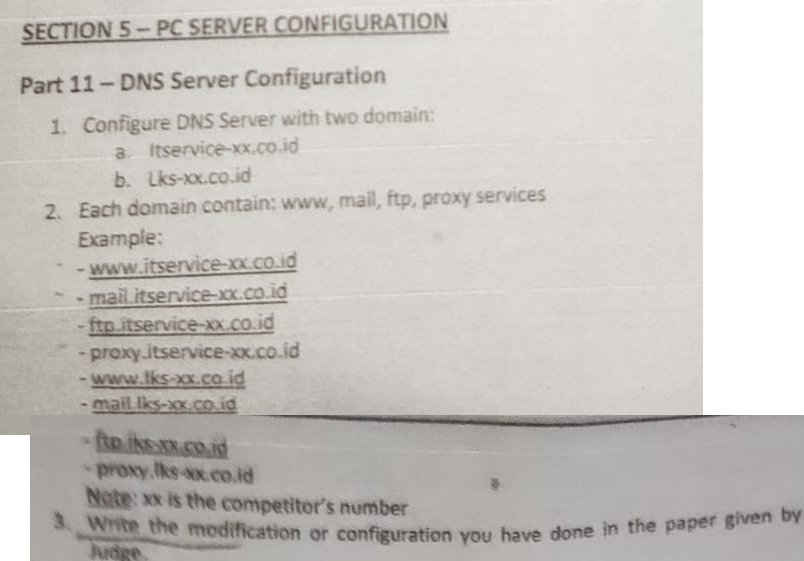 SECTION 5 – PC SERVER CONFIGURATION
Part 11 – DNS Server Configuration
1. Configure DNS Server with two domain:
a. Itservice-xx.co.id
b. Lks-xx.co.id
2. Each domain contain: www, mail, ftp, proxy services
Example:
- www.itservice-xx.co.id
- mail.itservice-xx.co.id
- ftp.itservice-xx.co.id
- proxy.itservice-xx.co.id
- www.lks-xx.co.id
- mail.lks-xx.co.id
- ftp.lks-xx.co.id
- proxy.lks-xx.co.id
Note: xx is the competitor's number
3. Write the modification or configuration you have done in the paper given by
Judge.